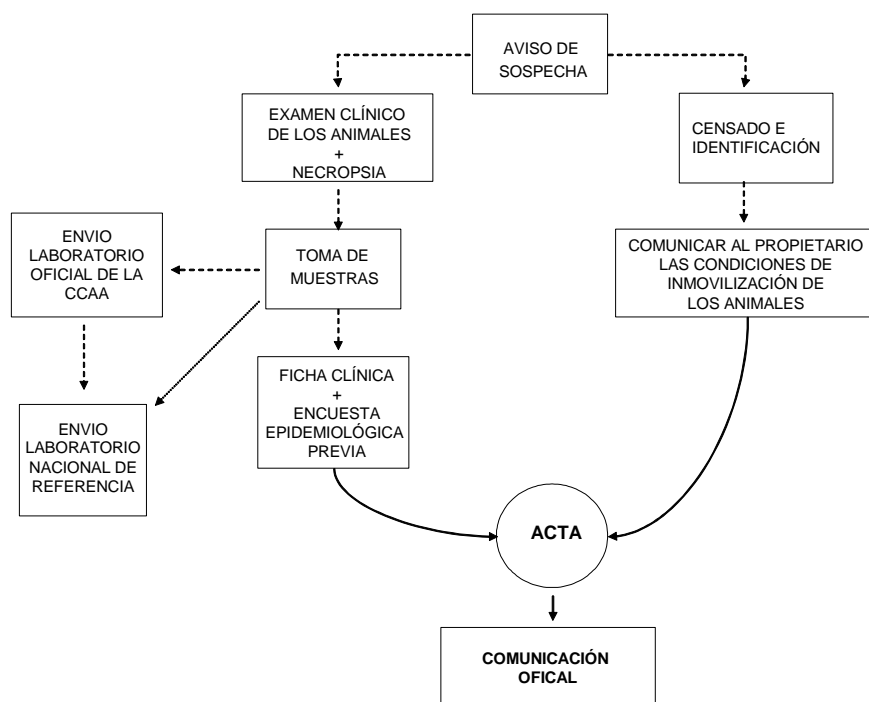 AVISO DE
SOSPECHA
EXAMEN CLÍNICO
DE LOS ANIMALES
+
NECROPSIA
CENSADO E
IDENTIFICACIÓN
ENVIO
LABORATORIO
OFICIAL DE LA
CCAA
TOMA DE
MUESTRAS
COMUNICAR AL PROPIETARIO
LAS CONDICIONES DE
INMOVILIZACIÓN DE
LOS ANIMALES
FICHA CLÍNICA
+
ENCUESTA
EPIDEMIOLÓGICA
PREVIA
ENVIO
LABORATORIO
NACIONAL DE
REFERENCIA
ACTA
COMUNICACIÓN
OFICAL